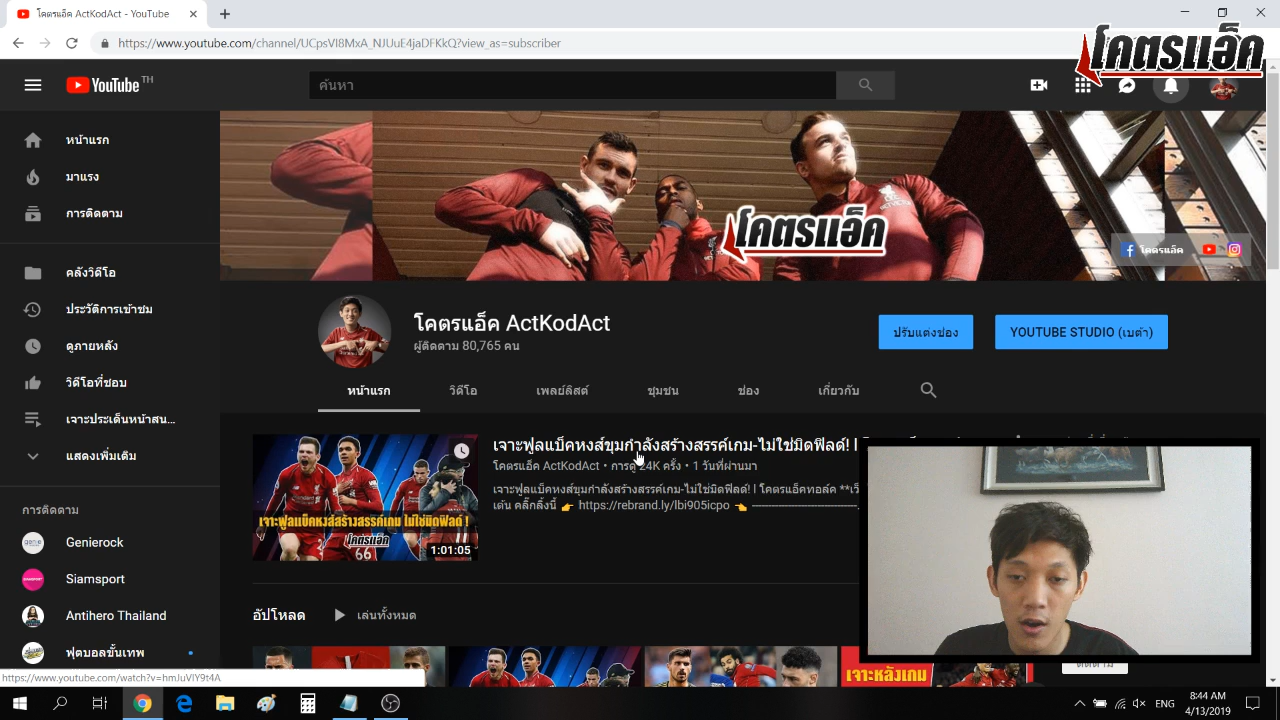 โคตรแอ็ค ActKodAct - YouTube
https://www.youtube.com/channel/UCpsVI8MxA_NJUuE4jaDFKkQ?view_as=subscriber
โคตรแอ็ค
YouTube TH
ค้นหา
หน้าแรก
มาแรง
การติดตาม
คลังวิดีโอ
ประวัติการเข้าชม
ดูภายหลัง
วิดีโอที่ชอบ
เจาะประเด็นหน้าสน...
แสดงเพิ่มเติม
การติดตาม
Genierock
Siamsport
Antihero Thailand
ฟุตบอลขั้นเทพ
โคตรแอ็ค
โคตรแอ็ค
โคตรแอ็ค ActKodAct
ผู้ติดตาม 80,765 คน
ปรับแต่งช่อง
YOUTUBE STUDIO (เบต้า)
หน้าแรก
วิดีโอ
เพลย์ลิสต์
ชุมชน
ช่อง
เกี่ยวกับ
เจาะฟูลแบ็คหงส์ขุมกำลังสร้างสรรค์เกม ไม่ใช่มิดฟิลด์ !
โคตรแอ็ค
1:01:05
เจาะฟูลแบ็คหงส์ขุมกำลังสร้างสรรค์เกม-ไม่ใช่มิดฟิลด์! |
โคตรแอ็ค ActKodAct • การดู 24K ครั้ง • 1 วันที่ผ่านมา
เจาะฟูลแบ็คหงส์ขุมกำลังสร้างสรรค์เกม-ไม่ใช่มิดฟิลด์! | โคตรแอ็คทอล์ค **เว็
เด้น คลิ๊กลิ้งนี้ 👉 https://rebrand.ly/lbi905icpo 👈 -----------------------------
อัปโหลด
เล่นทั้งหมด
เจาะหลังเกม
ติดตาม
https://www.youtube.com/watch?v=hmJuVlY9t4A
ENG
8:44 AM
4/13/2019